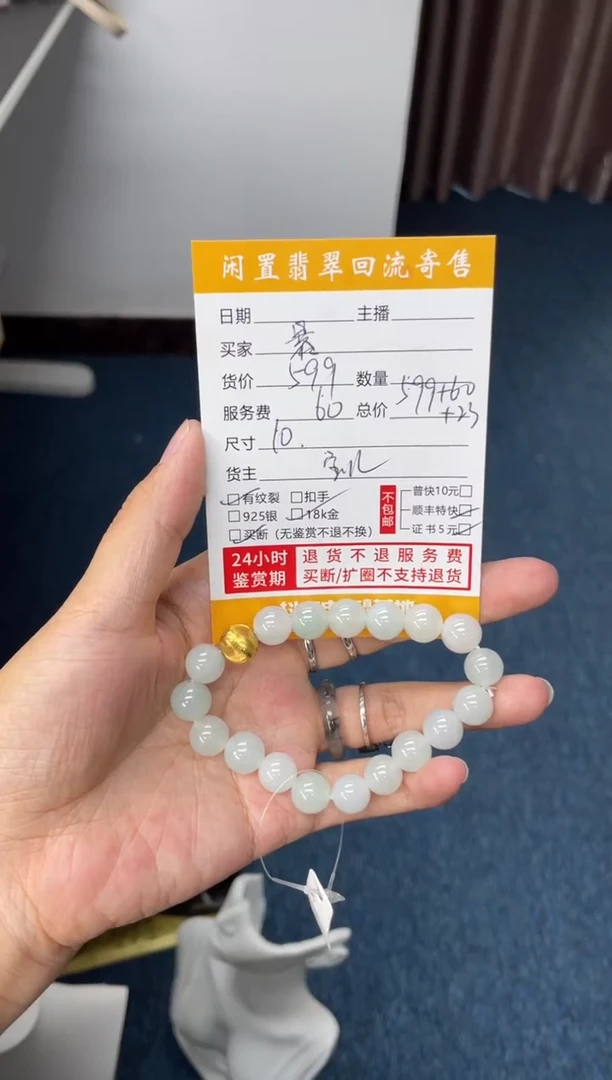 闲置翡翠回流寄售
日期 主播
买家
货价 599 数量 599+60
服务费 60 总价 +23
尺寸 10.
货主
有纹裂 扣手 普快10元
925银 18k金 不包邮 顺丰特快
买断（无鉴赏不退不换） 证书5元
24小时 退货不退服务费
鉴赏期 买断/扩圈不支持退货